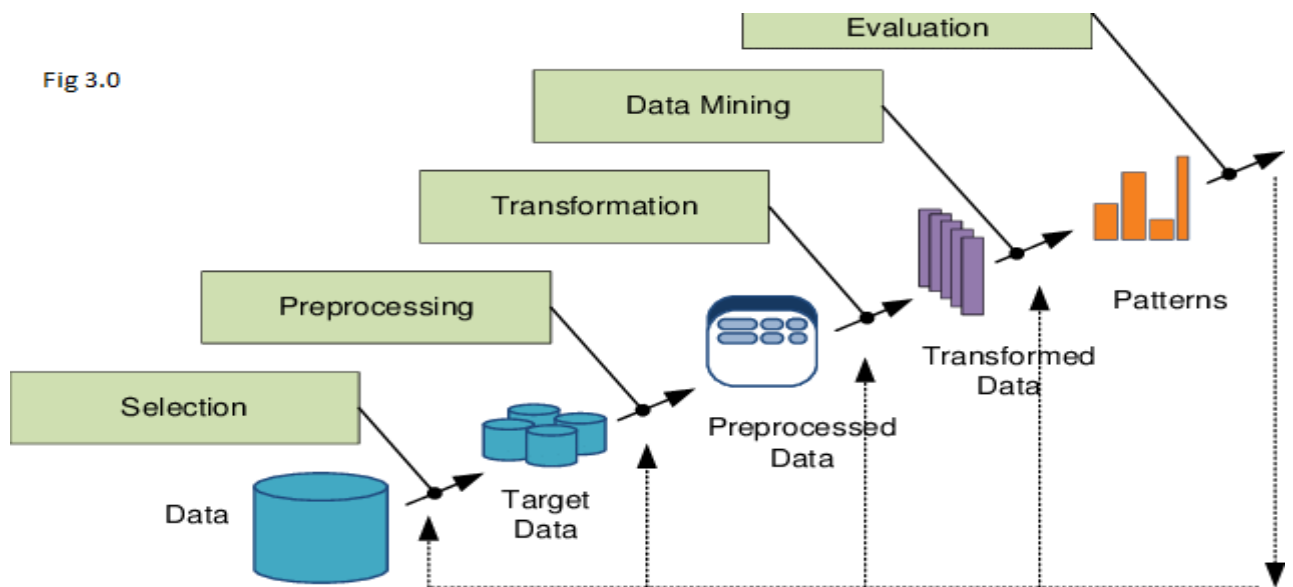 Evaluation
Fig 3.0
Data Mining
Transformation
Preprocessing
Selection
Data
Target
Data
Preprocessed
Data
Transformed
Data
Patterns